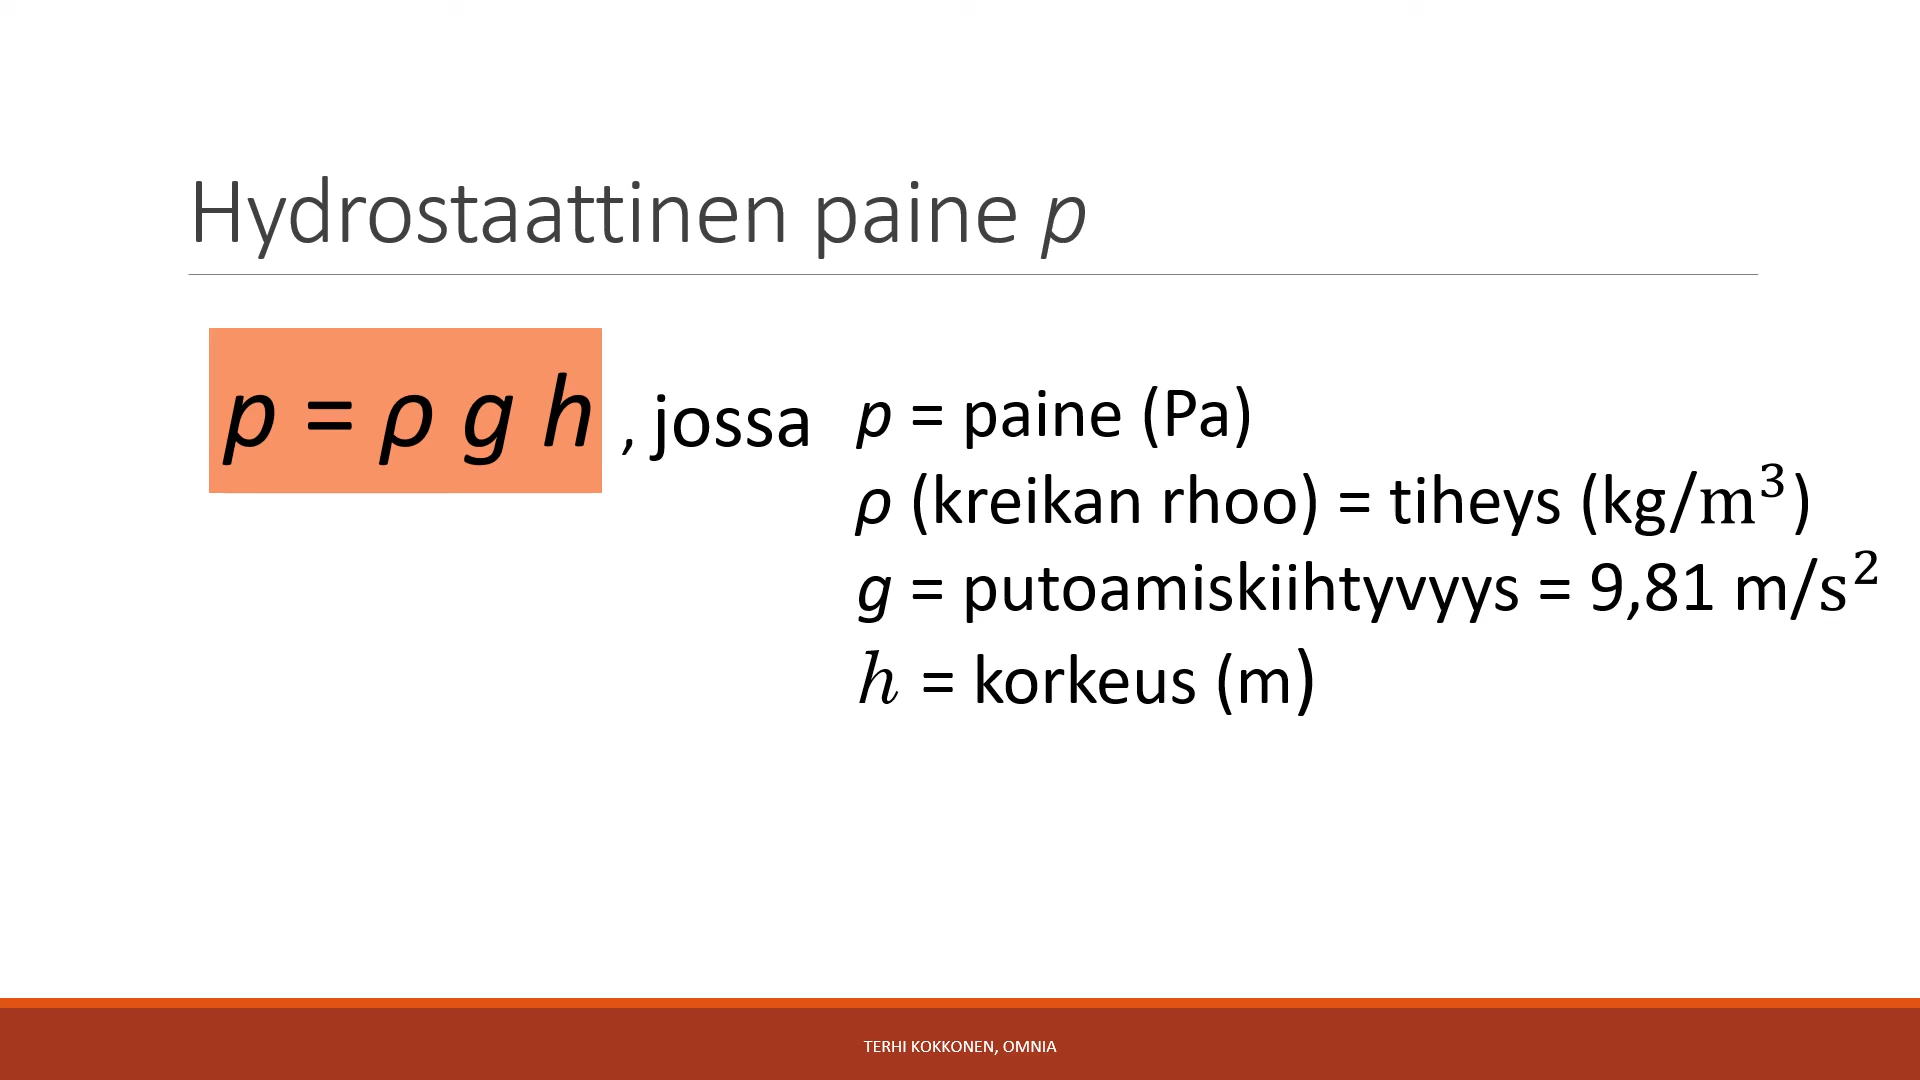 Hydrostaattinen paine p
p = ρ g h , jossa
p = paine (Pa)
ρ (kreikan rhoo) = tiheys (kg/m³)
g = putoamiskiihtyvyys = 9,81 m/s²
h = korkeus (m)
TERHI KOKKONEN, OMNIA